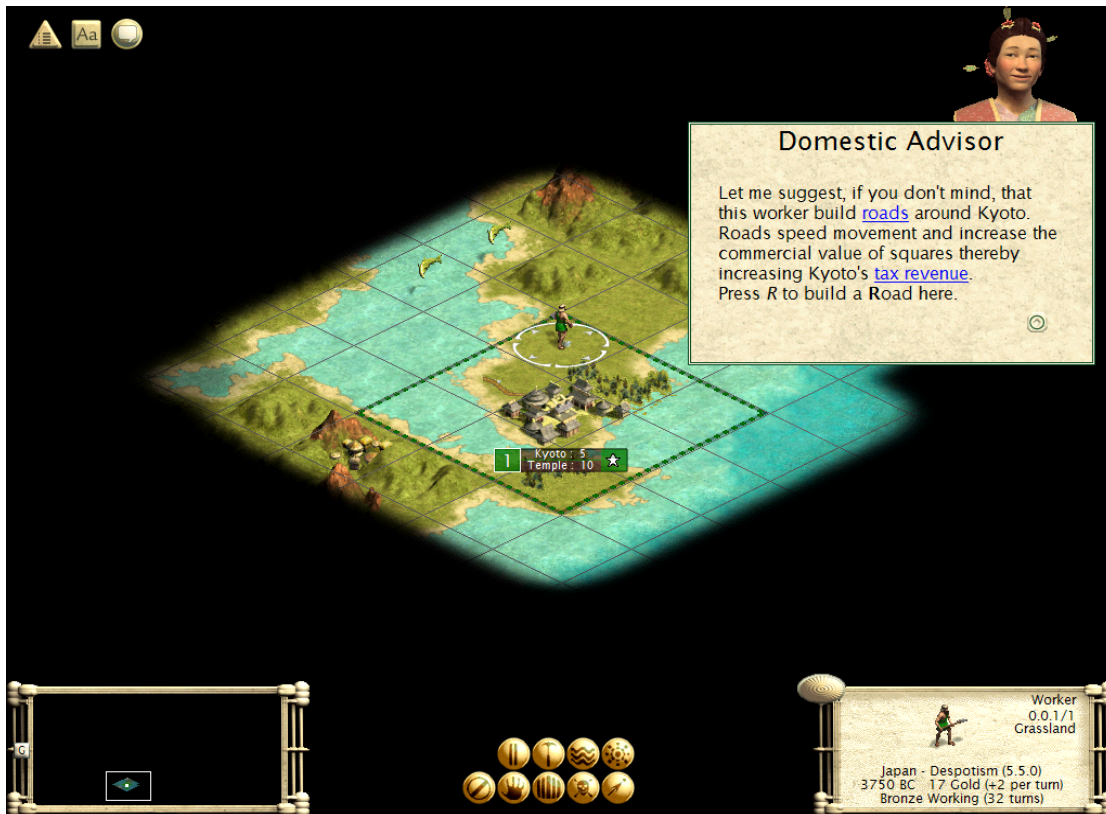 Aa
Domestic Advisor
Let me suggest, if you don't mind, that
this worker build roads around Kyoto.
Roads speed movement and increase the
commercial value of squares thereby
increasing Kyoto's tax revenue.
Press R to build a Road here.
1
Kyoto : 5
Temple : 10
G
Worker
0.0.1/1
Grassland
Japan - Despotism (5.5.0)
3750 BC 17 Gold (+2 per turn)
Bronze Working (32 turns)